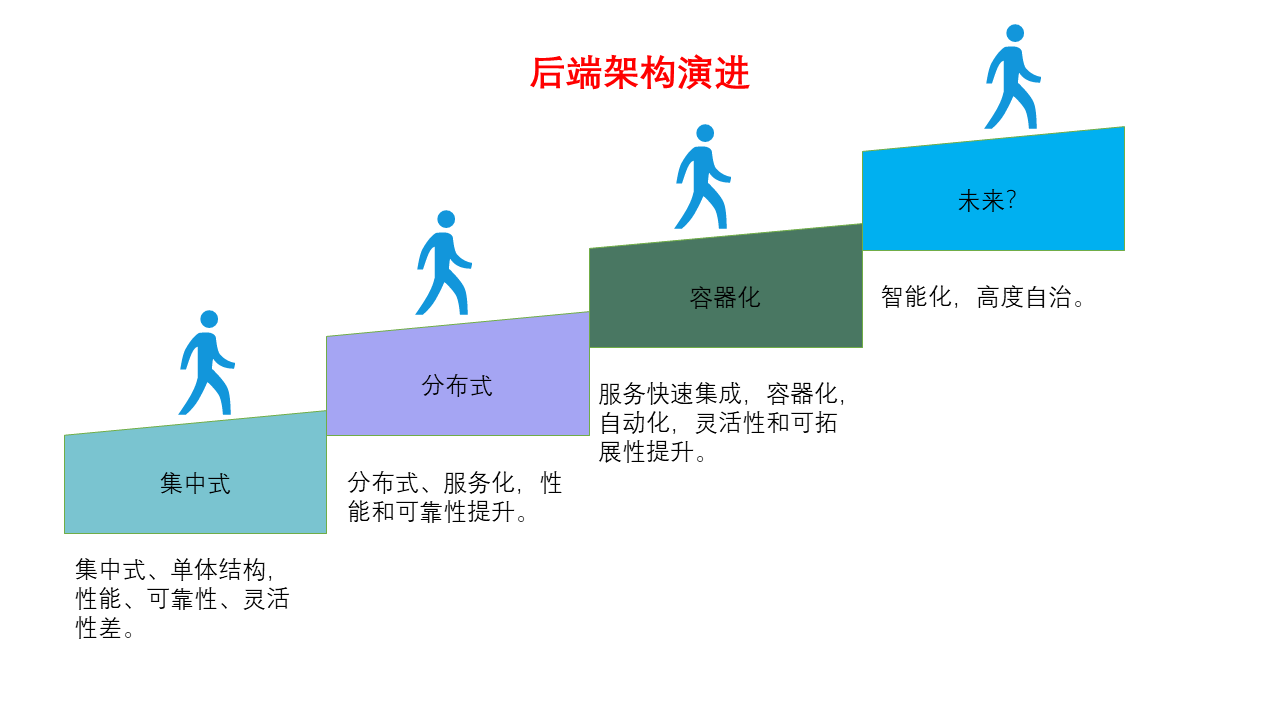 后端架构演进
未来？
智能化，高度自治。
容器化
服务快速集成，容器化，
自动化，灵活性和可拓
展性提升。
分布式
分布式、服务化，性
能和可靠性提升。
集中式
集中式、单体结构，
性能、可靠性、灵活
性差。